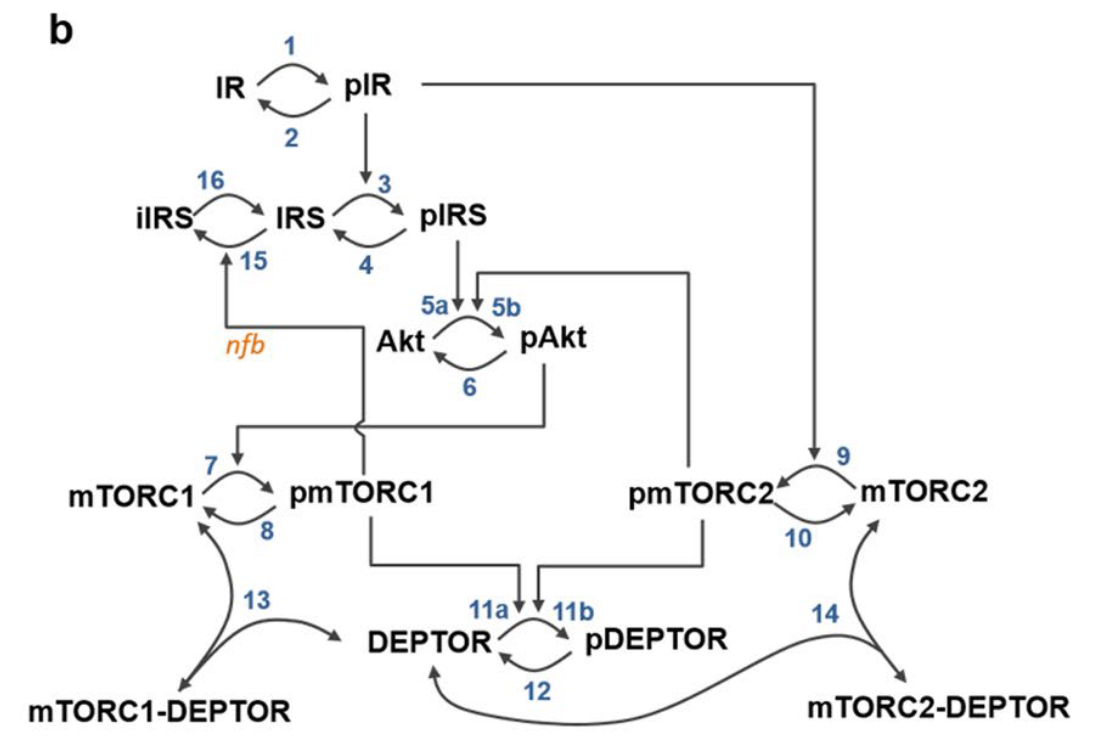 b
1
IR pIR
2
16 3
iIRS IRS pIRS
15 4
nfb
5a 5b
Akt pAkt
6
7 9
mTORC1 pmTORC1 pmTORC2 mTORC2
8 10
13 11a 11b 14
DEPTOR pDEPTOR
12
mTORC1-DEPTOR mTORC2-DEPTOR